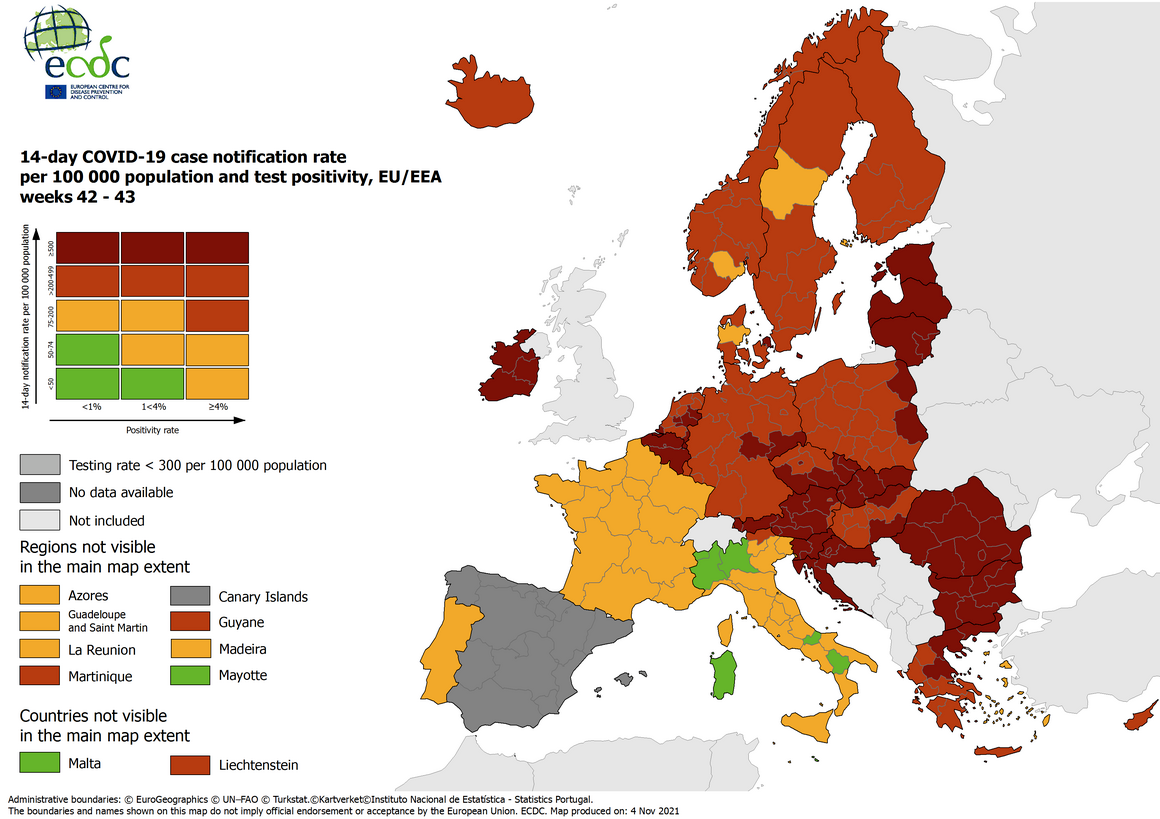 ecdc
EUROPEAN CENTRE FOR
DISEASE PREVENTION
AND CONTROL
14-day COVID-19 case notification rate
per 100 000 population and test positivity, EU/EEA
weeks 42 - 43
14-day notification rate per 100 000 population
≥500
>200-499
75-200
50-74
<50
<1%
1<4%
≥4%
Positivity rate
Testing rate < 300 per 100 000 population
No data available
Not included
Regions not visible
in the main map extent
Azores
Canary Islands
Guadeloupe
and Saint Martin
Guyane
La Reunion
Madeira
Martinique
Mayotte
Countries not visible
in the main map extent
Malta
Liechtenstein
Administrative boundaries: © EuroGeographics © UN–FAO © Turkstat.©Kartverket©Instituto Nacional de Estatística - Statistics Portugal.
The boundaries and names shown on this map do not imply official endorsement or acceptance by the European Union. ECDC. Map produced on: 4 Nov 2021